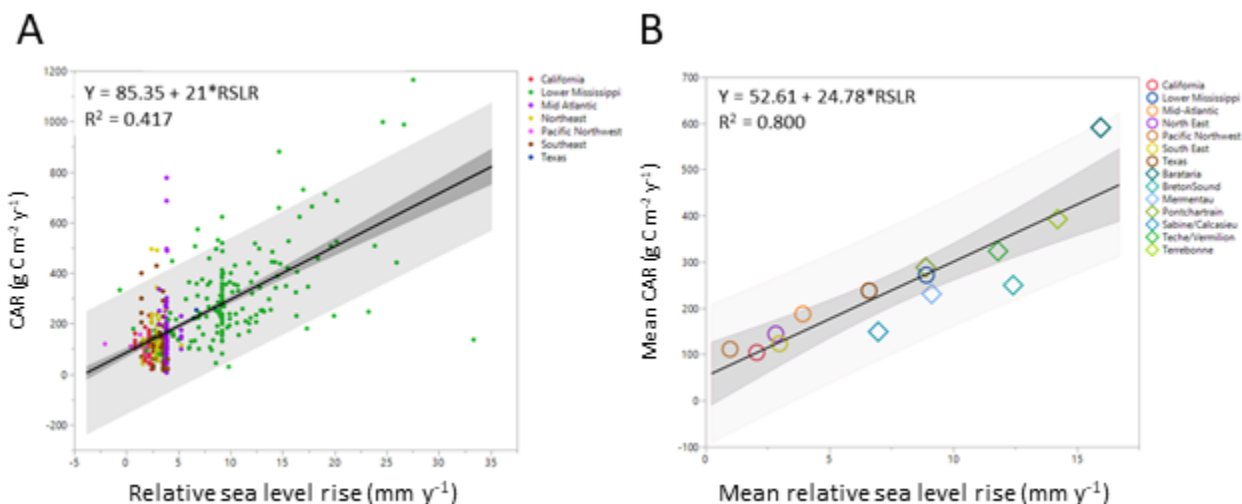 A
Y = 85.35 + 21*RSLR
R² = 0.417
1200
1000
800
600
400
200
0
-200
-5
0
5
10
15
20
25
30
35
CAR (g C m⁻² y⁻¹)
Relative sea level rise (mm y⁻¹)
California
Lower Mississippi
Mid Atlantic
Northeast
Pacific Northwest
Southeast
Texas
B
Y = 52.61 + 24.78*RSLR
R² = 0.800
700
600
500
400
300
200
100
0
-100
0
5
10
15
Mean CAR (g C m⁻² y⁻¹)
Mean relative sea level rise (mm y⁻¹)
California
Lower Mississippi
Mid-Atlantic
North East
Pacific Northwest
South East
Texas
Barataria
BretonSound
Mermentau
Pontchartrain
Sabine/Calcasieu
Teche/Vermilion
Terrebonne